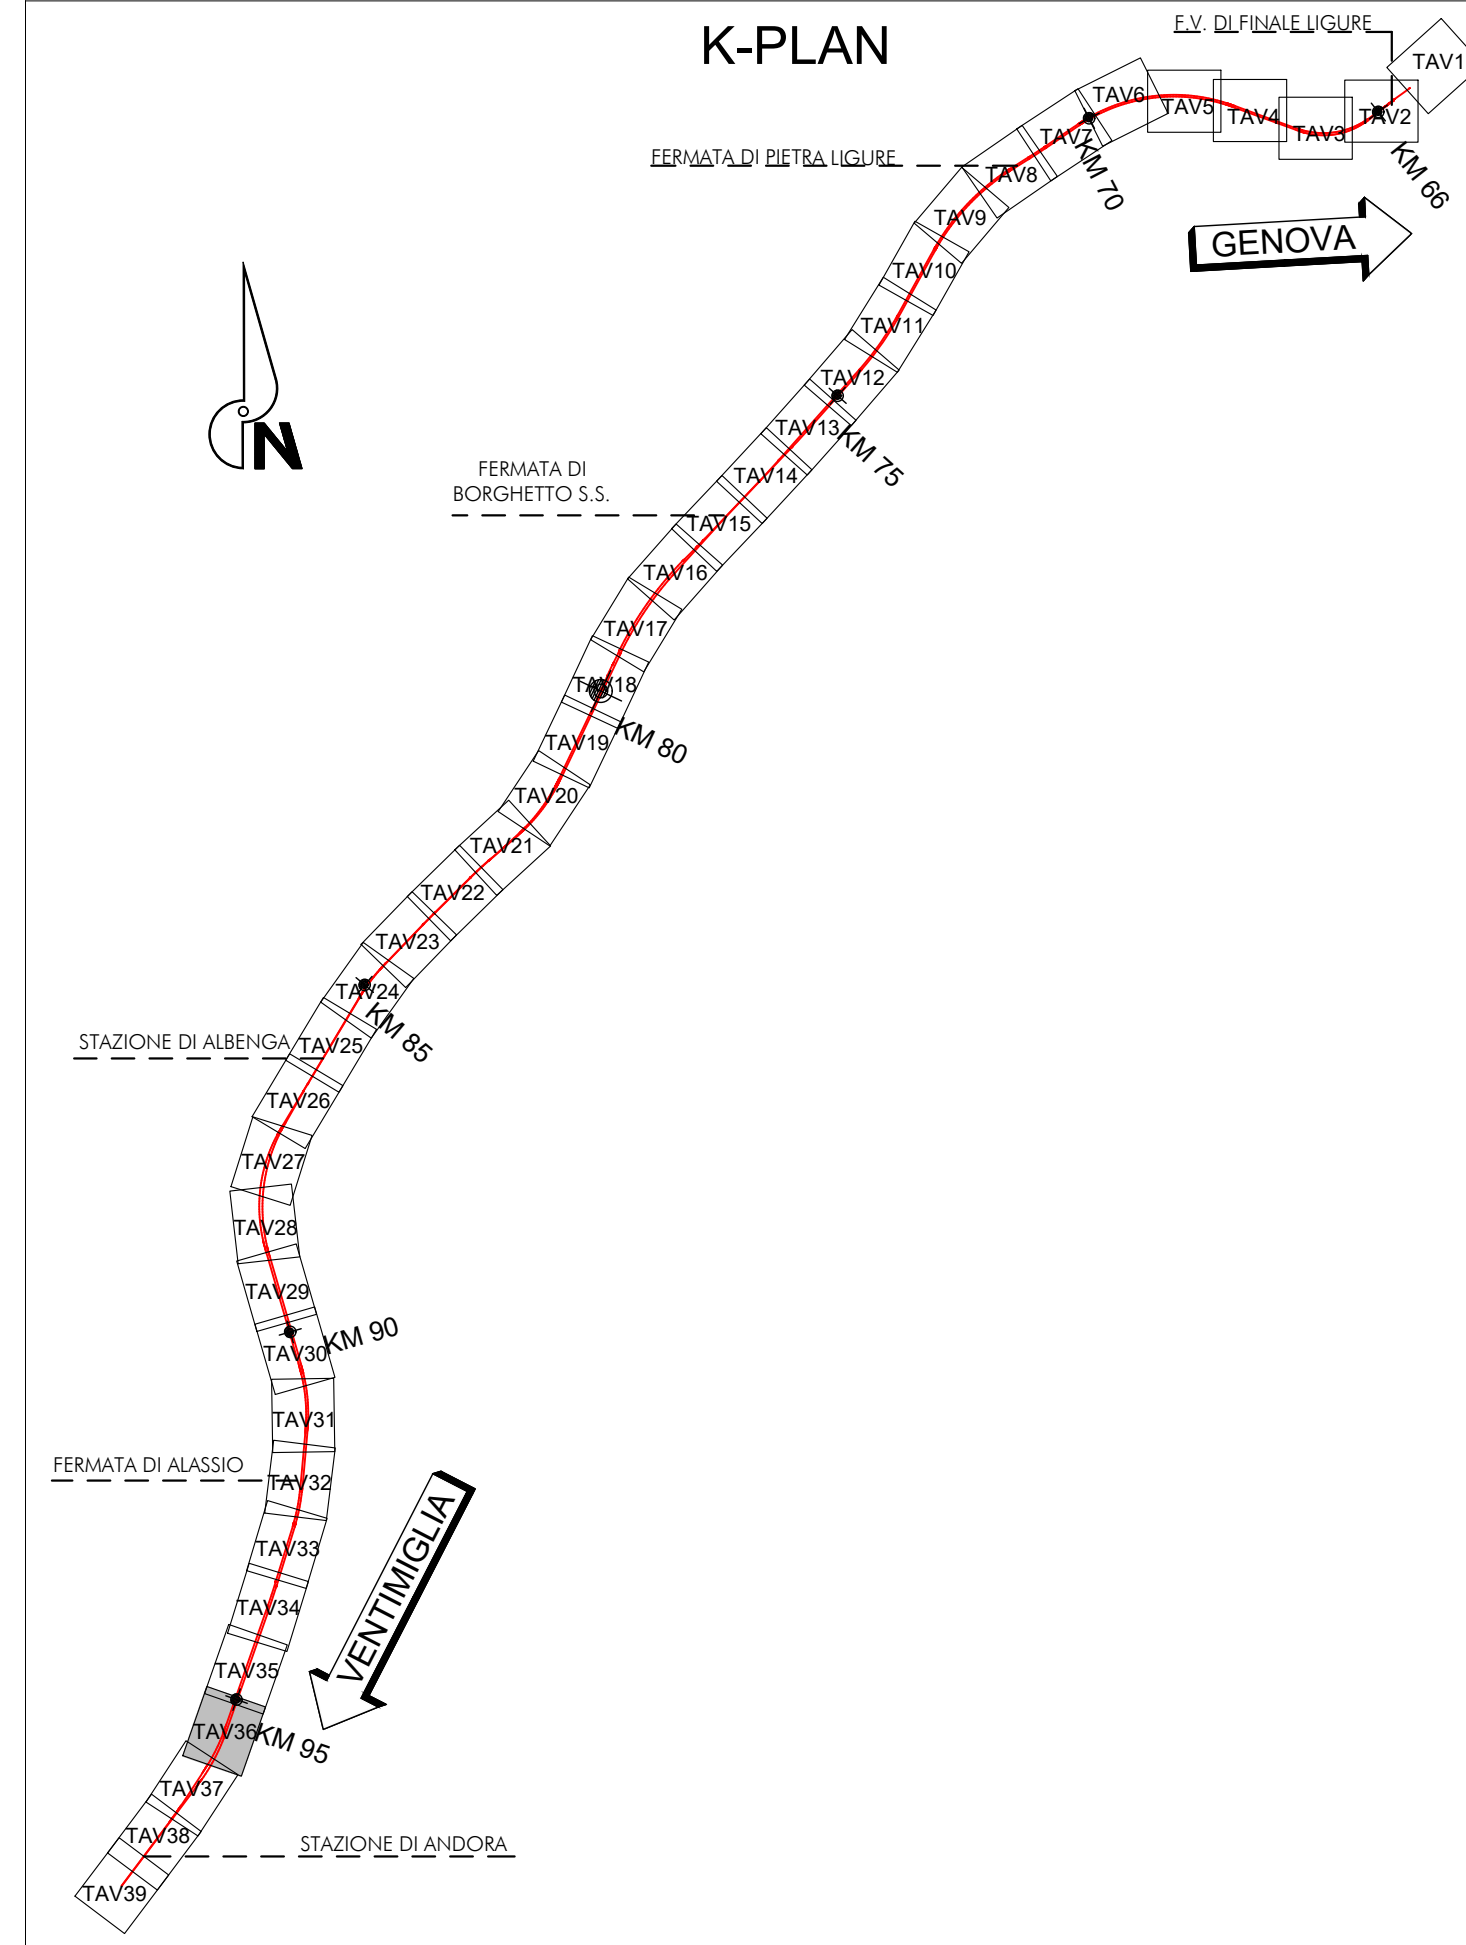 K-PLAN
F.V. DI FINALE LIGURE
TAV1
TAV2
TAV3
TAV4
TAV5
TAV6
TAV7
KM 66
KM 70
FERMATA DI PIETRA LIGURE
TAV8
GENOVA
TAV9
TAV10
TAV11
TAV12
TAV13
KM 75
N
FERMATA DI
BORGHETTO S.S.
TAV14
TAV15
TAV16
TAV17
TAV18
KM 80
TAV19
TAV20
TAV21
TAV22
TAV23
TAV24
KM 85
STAZIONE DI ALBENGA
TAV25
TAV26
TAV27
TAV28
TAV29
KM 90
TAV30
TAV31
FERMATA DI ALASSIO
TAV32
TAV33
VENTIMIGLIA
TAV34
TAV35
TAV36
KM 95
TAV37
TAV38
STAZIONE DI ANDORA
TAV39